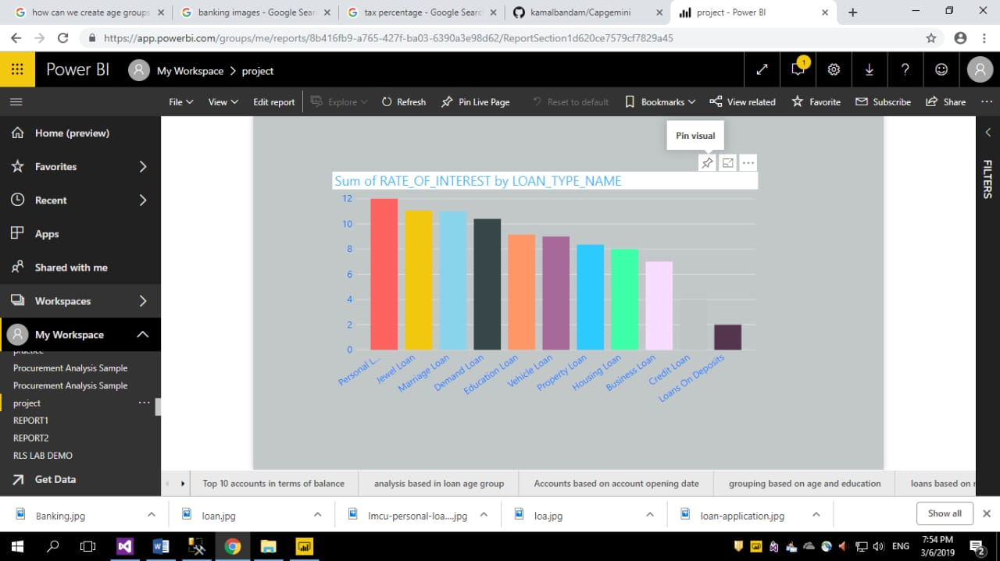 how can we create age groups
banking images - Google Sear
tax percentage - Google Searc
kamalbandam/Capgemini
project - Power BI
https://app.powerbi.com/groups/me/reports/8b416fb9-a765-427f-ba03-6390a3e98d62/ReportSection1d620ce7579cf7829a45
Power BI
My Workspace > project
1
File
View
Edit report
Explore
Refresh
Pin Live Page
Reset to default
Bookmarks
View related
Favorite
Subscribe
Share
Home (preview)
Favorites
Recent
Apps
Shared with me
Workspaces
My Workspace
practice
Procurement Analysis Sample
Procurement Analysis Sample
project
REPORT1
REPORT2
RLS LAB DEMO
Get Data
Pin visual
FILTERS
Sum of RATE_OF_INTEREST by LOAN_TYPE_NAME
12
10
8
6
4
2
0
Personal L...
Jewel Loan
Marriage Loan
Demand Loan
Education Loan
Vehicle Loan
Property Loan
Housing Loan
Business Loan
Credit Loan
Loans On Deposits
Top 10 accounts in terms of balance
analysis based in loan age group
Accounts based on account opening date
grouping based on age and education
loans based on
Banking.jpg
loan.jpg
lmcu-personal-loa....jpg
loa.jpg
loan-application.jpg
Show all
ENG
7:54 PM
3/6/2019
2